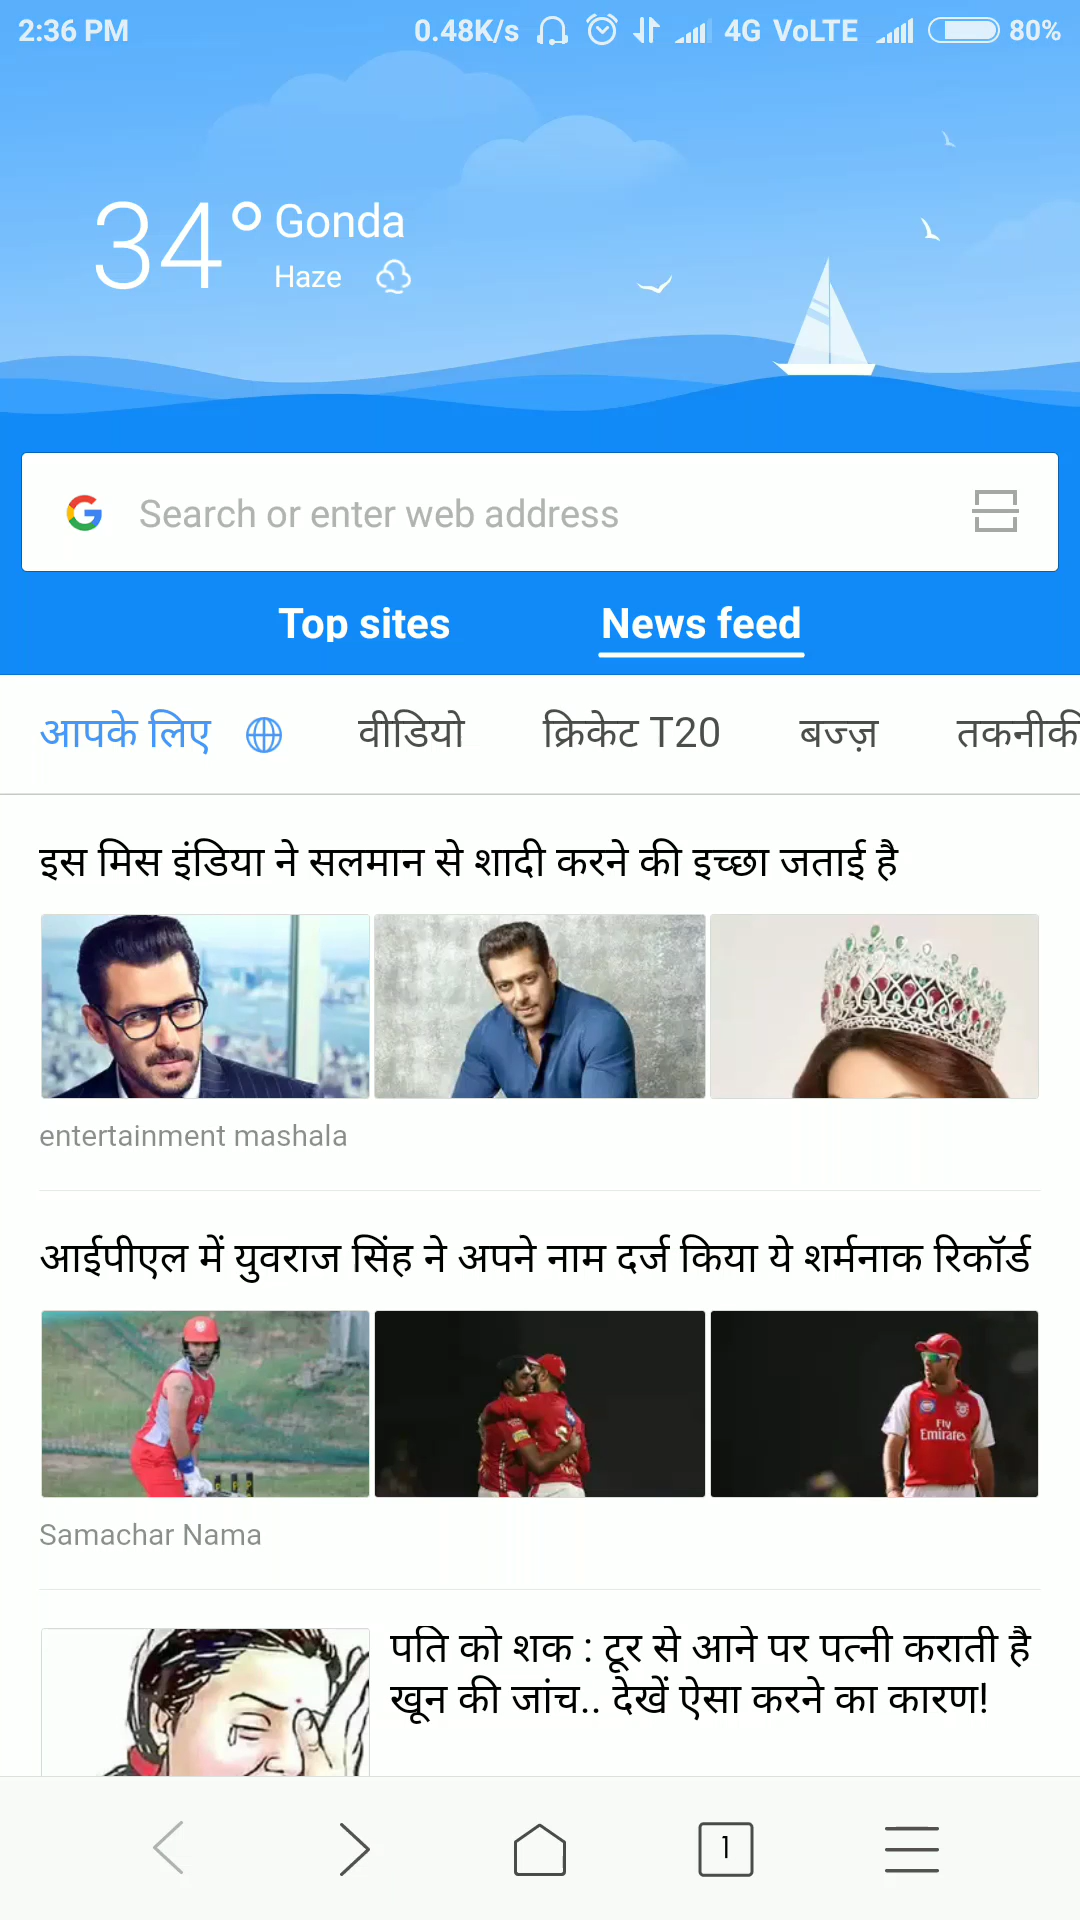 2:36 PM 0.48K/s 4G VoLTE 80%
34° Gonda
Haze
Search or enter web address
Top sites News feed
आपके लिए वीडियो क्रिकेट T20 बज्ज़ तकनीकी
इस मिस इंडिया ने सलमान से शादी करने की इच्छा जताई है
entertainment mashala
आईपीएल में युवराज सिंह ने अपने नाम दर्ज किया ये शर्मनाक रिकॉर्ड
Fly
Emirates
Samachar Nama
पति को शक : टूर से आने पर पत्नी कराती है
खून की जांच.. देखें ऐसा करने का कारण!
1